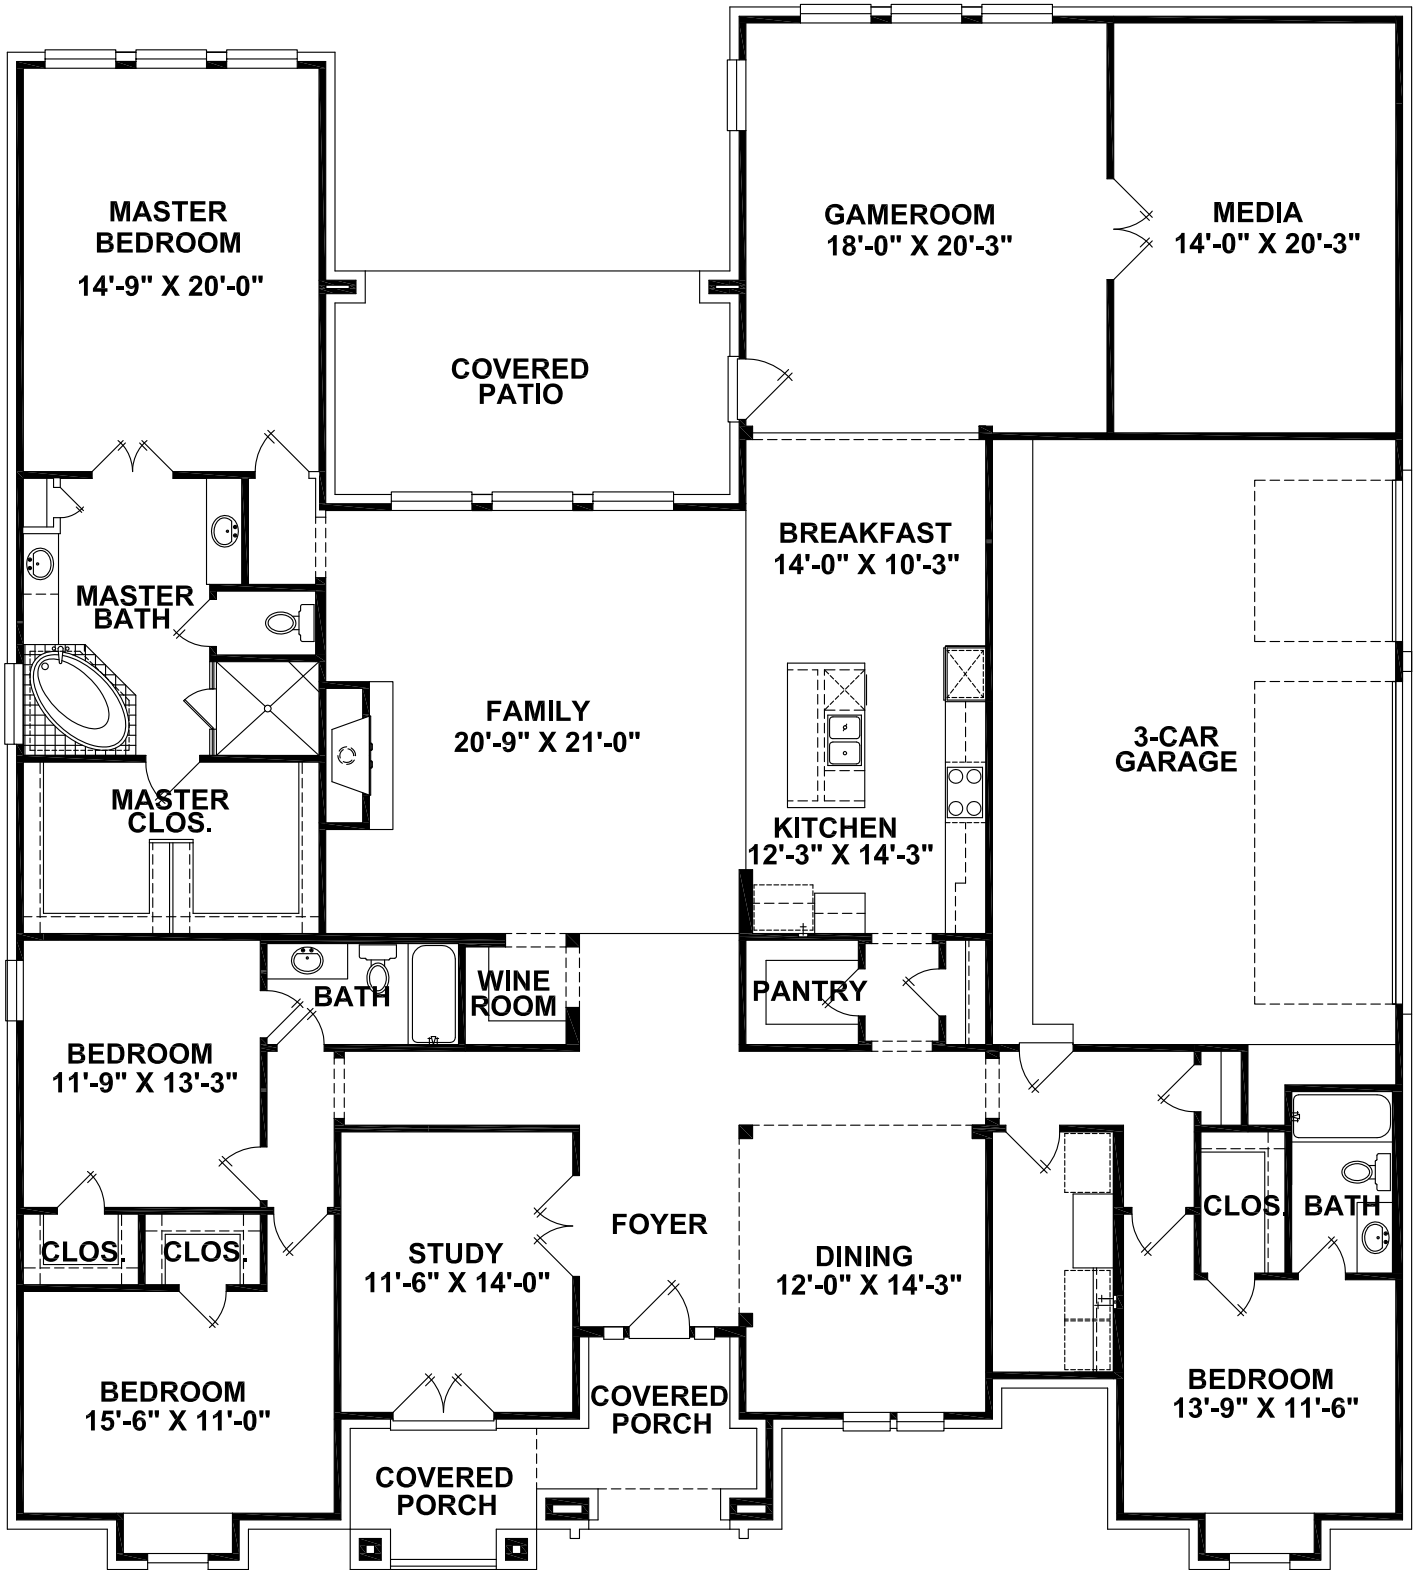 MASTER
BEDROOM
14'-9" X 20'-0"
GAMEROOM
18'-0" X 20'-3"
MEDIA
14'-0" X 20'-3"
COVERED
PATIO
BREAKFAST
14'-0" X 10'-3"
MASTER
BATH
FAMILY
20'-9" X 21'-0"
3-CAR
GARAGE
MASTER
CLOS.
KITCHEN
12'-3" X 14'-3"
WINE
ROOM
BATH
PANTRY
BEDROOM
11'-9" X 13'-3"
CLOS.
CLOS.
STUDY
11'-6" X 14'-0"
FOYER
DINING
12'-0" X 14'-3"
CLOS.
BATH
BEDROOM
15'-6" X 11'-0"
COVERED
PORCH
COVERED
PORCH
BEDROOM
13'-9" X 11'-6"